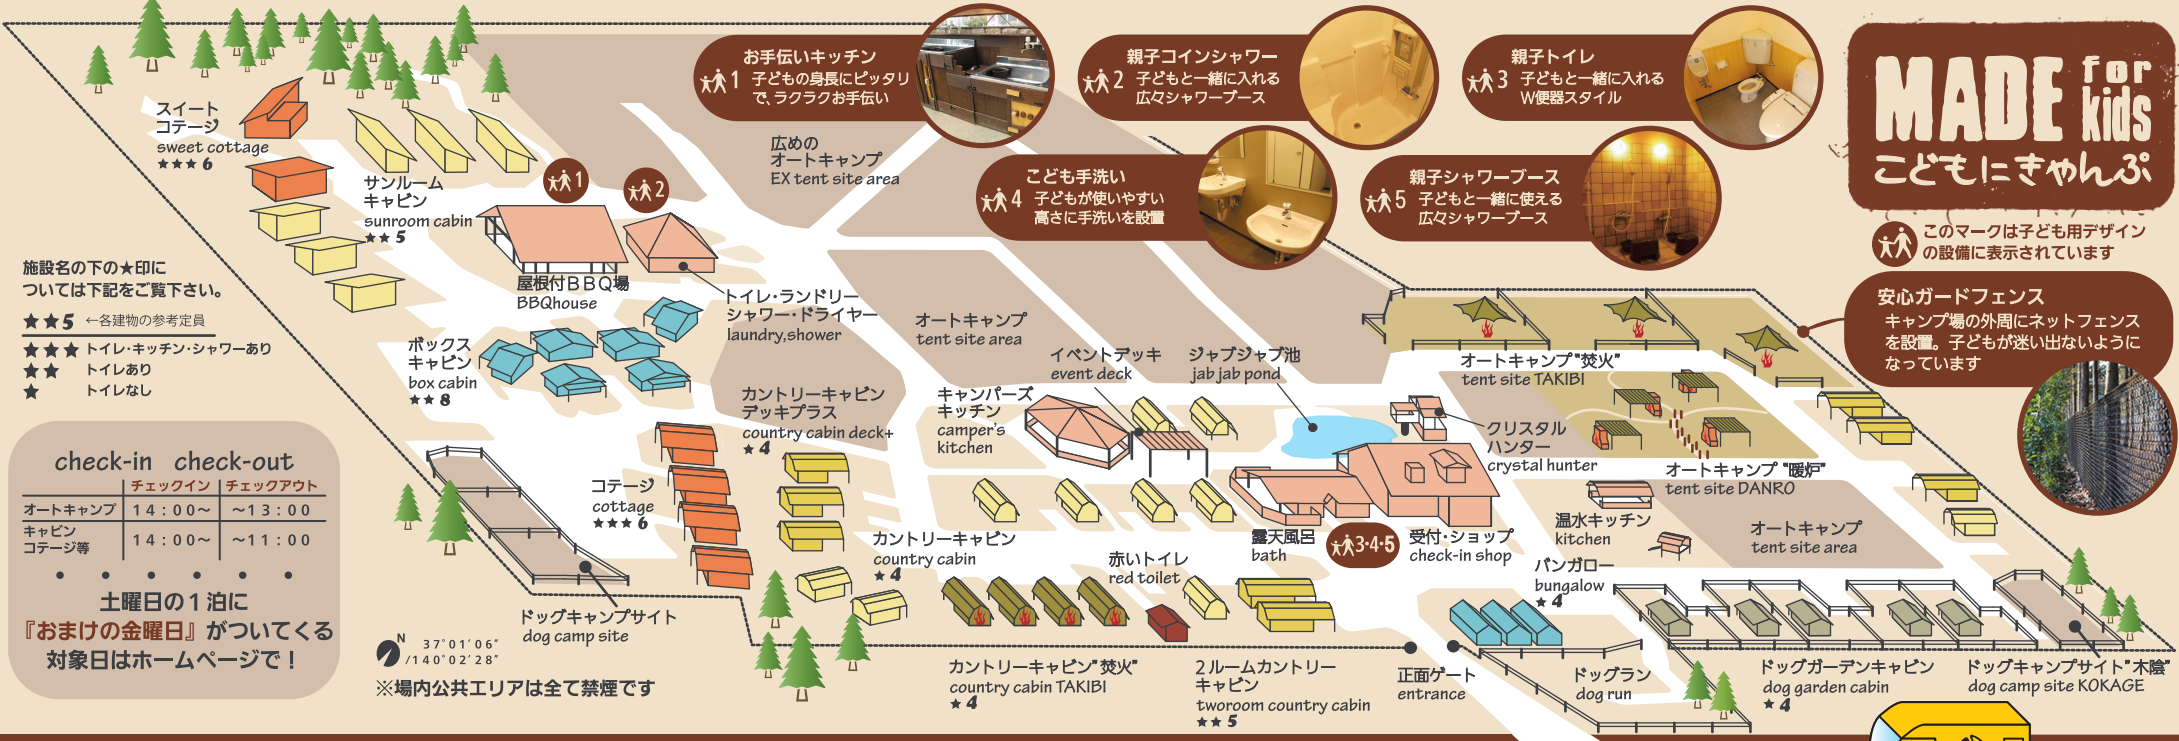 お手伝いキッチン
1 子どもの身長にピッタリ
で、ラクラクお手伝い
親子コインシャワー
2 子どもと一緒に入れる
広々シャワーブース
親子トイレ
3 子どもと一緒に入れる
W便器スタイル
こども手洗い
4 子どもが使いやすい
高さに手洗いを設置
親子シャワーブース
5 子どもと一緒に使える
広々シャワーブース
MADE for kids
こどもにきゃんぷ
このマークは子ども用デザイン
の設備に表示されています
安心ガードフェンス
キャンプ場の外周にネットフェンス
を設置。子どもが迷い出ないように
なっています
スイート
コテージ
sweet cottage
★★★ 6
サンルーム
キャビン
sunroom cabin
★★ 5
1
2
広めの
オートキャンプ
EX tent site area
屋根付BBQ場
BBQhouse
トイレ・ランドリー
シャワー・ドライヤー
laundry,shower
施設名の下の★印に
ついては下記をご覧下さい。
★★5 ←各建物の参考定員
★★★ トイレ・キッチン・シャワーあり
★★ トイレあり
★ トイレなし
ボックス
キャビン
box cabin
★★ 8
オートキャンプ
tent site area
イベントデッキ
event deck
ジャブジャブ池
jab jab pond
オートキャンプ"焚火"
tent site TAKIBI
カントリーキャビン
デッキプラス
country cabin deck+
★ 4
キャンパーズ
キッチン
camper's
kitchen
クリスタル
ハンター
crystal hunter
オートキャンプ"暖炉"
tent site DANRO
check-in check-out
チェックイン チェックアウト
オートキャンプ 14:00〜 〜13:00
キャビン
コテージ等 14:00〜 〜11:00
土曜日の1泊に
『おまけの金曜日』がついてくる
対象日はホームページで!
コテージ
cottage
★★★ 6
カントリーキャビン
country cabin
★ 4
赤いトイレ
red toilet
露天風呂
bath
3・4・5
受付・ショップ
check-in shop
温水キッチン
kitchen
オートキャンプ
tent site area
バンガロー
bungalow
★ 4
ドッグキャンプサイト
dog camp site
N
37°01'06"
/140°02'28"
※場内公共エリアは全て禁煙です
カントリーキャビン"焚火"
country cabin TAKIBI
★ 4
2ルームカントリー
キャビン
tworoom country cabin
★★ 5
正面ゲート
entrance
ドッグラン
dog run
ドッグガーデンキャビン
dog garden cabin
★ 4
ドッグキャンプサイト"木陰"
dog camp site KOKAGE